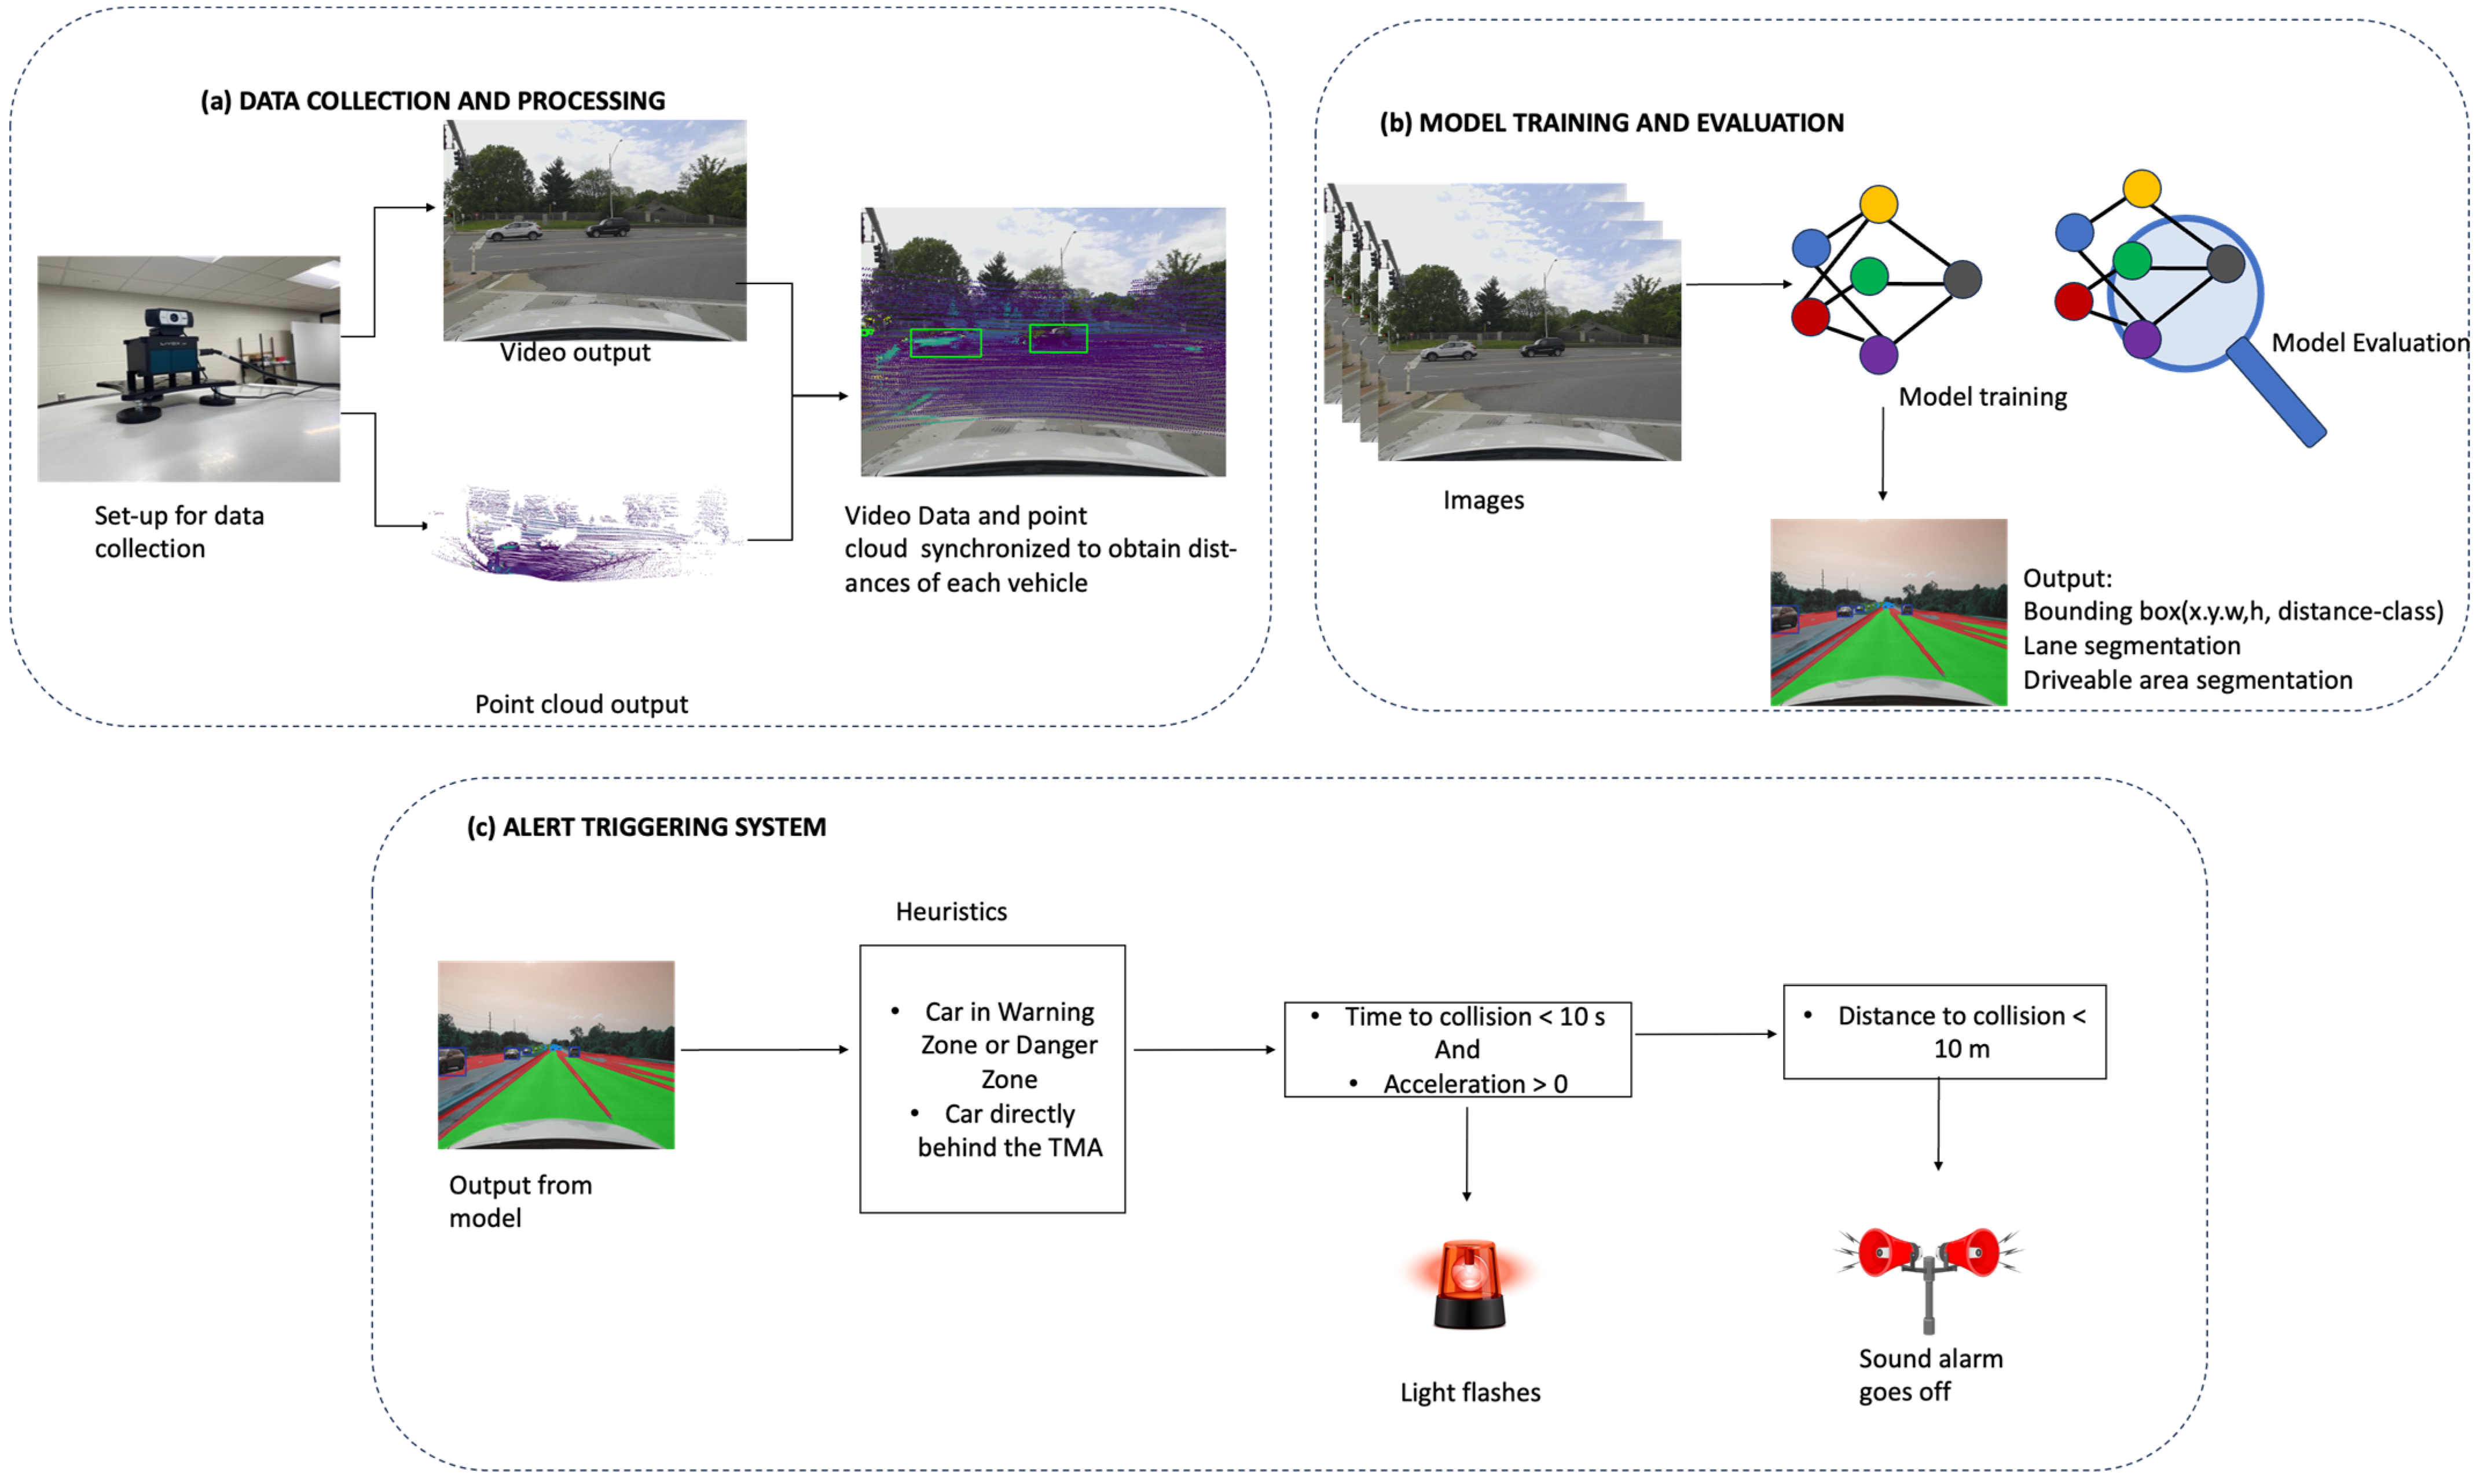 (a) DATA COLLECTION AND PROCESSING
Video output
Set-up for data
collection
Video Data and point
cloud synchronized to obtain dist-
ances of each vehicle
Point cloud output
(b) MODEL TRAINING AND EVALUATION
Model Evaluation
Model training
Images
Output:
Bounding box(x.y.w,h, distance-class)
Lane segmentation
Driveable area segmentation
(c) ALERT TRIGGERING SYSTEM
Heuristics
• Car in Warning
Zone or Danger
Zone
• Car directly
behind the TMA
Output from
model
• Time to collision < 10 s
And
• Acceleration > 0
• Distance to collision <
10 m
Light flashes
Sound alarm
goes off